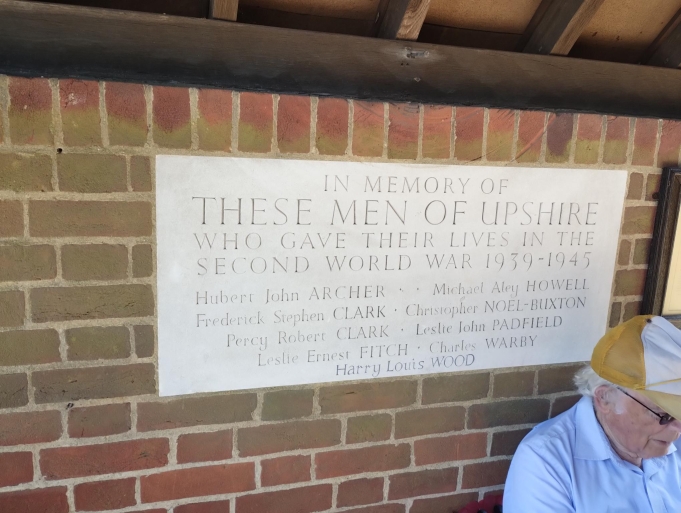 IN MEMORY OF
THESE MEN OF UPSHIRE
WHO GAVE THEIR LIVES IN THE
SECOND WORLD WAR 1939-1945
Hubert John ARCHER · · Michael Aley HOWELL
Frederick Stephen CLARK · Christopher NOEL-BUXTON
Percy Robert CLARK · Leslie John PADFIELD
Leslie Ernest FITCH · Charles WARBY
Harry Louis WOOD